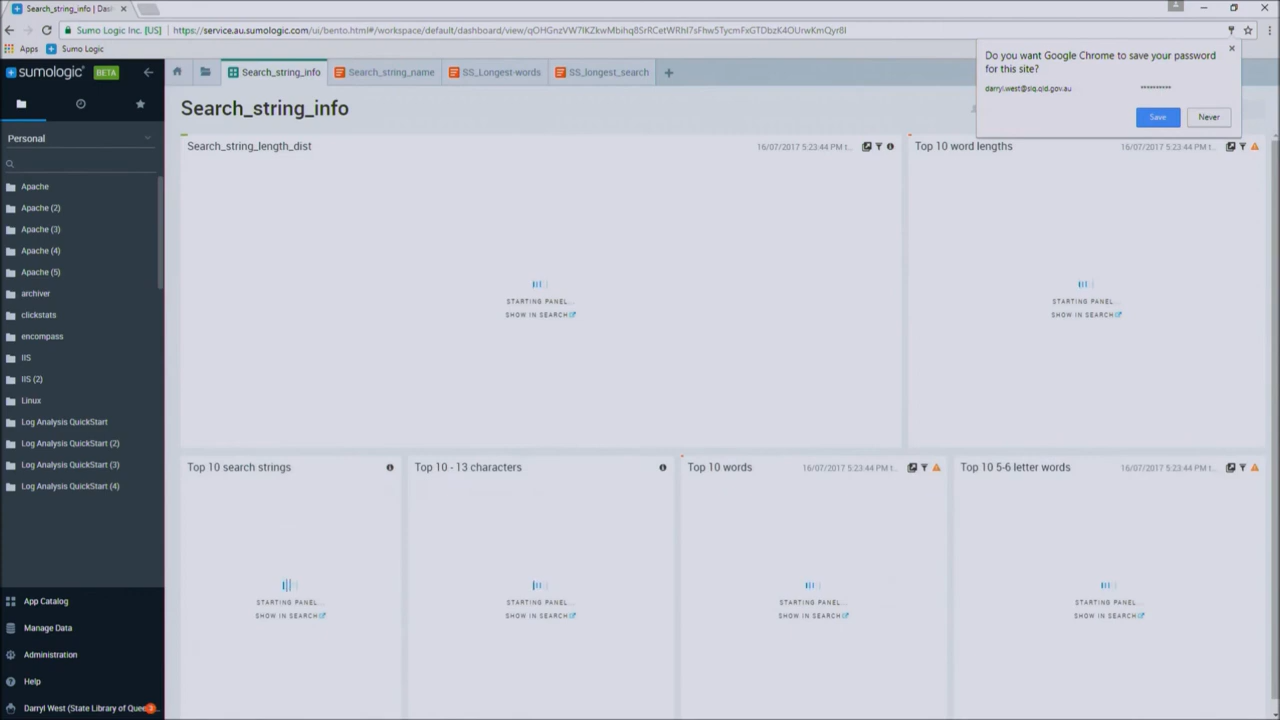 Search_string_info | Das
Sumo Logic Inc. [US]
https://service.au.sumologic.com/ui/bento.html#/workspace/default/dashboard/view/
Apps
Sumo Logic
Do you want Google Chrome to save your password
for this site?
darryl.west@slq.qld.gov.au
**********
Save
Never
sumologic
BETA
Search_string_info
Search_string_name
SS_Longest-words
SS_longest_search
Personal
Apache
Apache (2)
Apache (3)
Apache (4)
Apache (5)
archiver
clickstats
encompass
IIS
IIS (2)
Linux
Log Analysis QuickStart
Log Analysis QuickStart (2)
Log Analysis QuickStart (3)
Log Analysis QuickStart (4)
App Catalog
Manage Data
Administration
Help
Darryl West (State Library of Quee
3
Search_string_info
Search_string_length_dist
16/07/2017 5:23:44 PM t...
STARTING PANEL...
SHOW IN SEARCH
Top 10 word lengths
16/07/2017 5:23:44 PM t...
STARTING PANEL...
SHOW IN SEARCH
Top 10 search strings
STARTING PANEL...
SHOW IN SEARCH
Top 10 - 13 characters
STARTING PANEL...
SHOW IN SEARCH
Top 10 words
16/07/2017 5:23:44 PM t...
STARTING PANEL...
SHOW IN SEARCH
Top 10 5-6 letter words
16/07/2017 5:23:44 PM t...
STARTING PANEL...
SHOW IN SEARCH